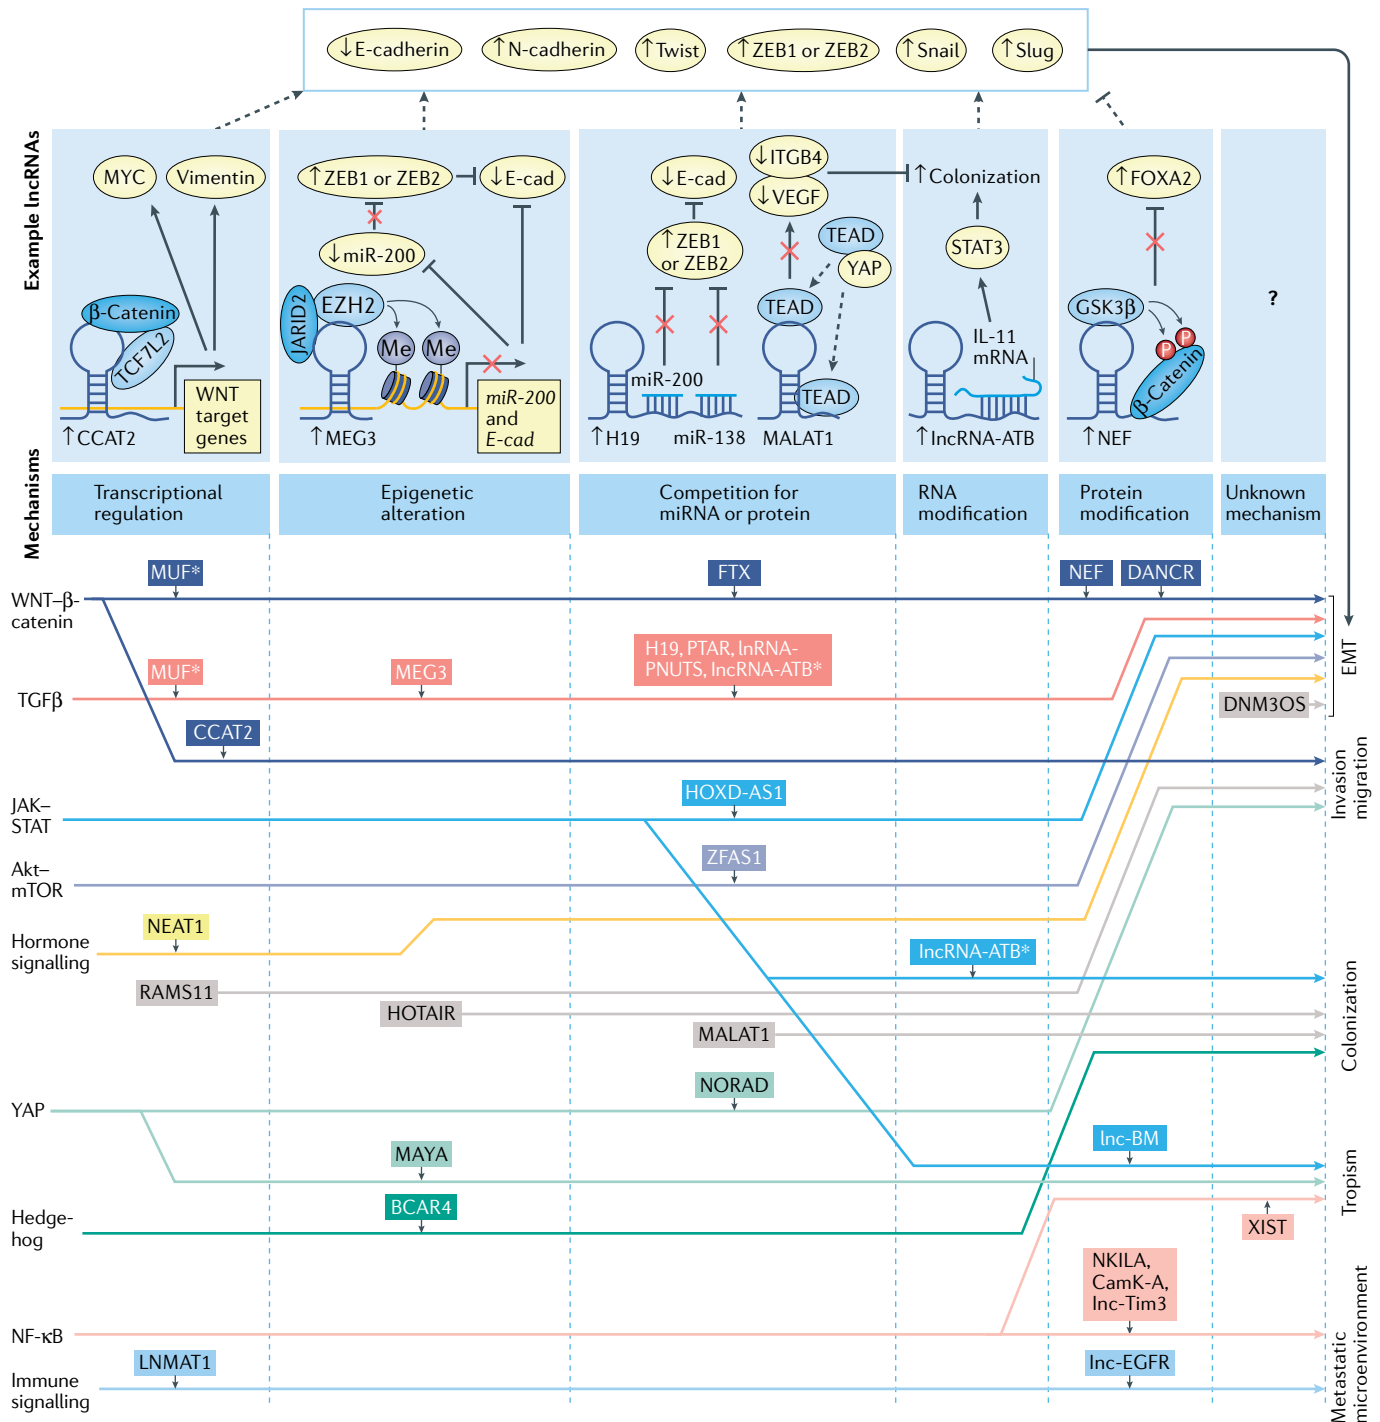 ↓E-cadherin
↑N-cadherin
↑Twist
↑ZEB1 or ZEB2
↑Snail
↑Slug
Example lncRNAs
MYC
Vimentin
β-Catenin
TCF7L2
WNT
target
genes
↑CCAT2
↑ZEB1 or ZEB2
↓E-cad
↓miR-200
JARID2
EZH2
Me
Me
miR-200
and
E-cad
↑MEG3
↓E-cad
↑ZEB1
or ZEB2
miR-200
miR-138
↑H19
↓ITGB4
↓VEGF
TEAD
YAP
TEAD
TEAD
MALAT1
↑Colonization
STAT3
IL-11
mRNA
↑lncRNA-ATB
↑FOXA2
GSK3β
P
P
β-Catenin
↑NEF
?
Mechanisms
Transcriptional
regulation
Epigenetic
alteration
Competition for
miRNA or protein
RNA
modification
Protein
modification
Unknown
mechanism
MUF*
FTX
NEF
DANCR
WNT–β-
catenin
MUF*
MEG3
H19, PTAR, lnRNA-
PNUTS, lncRNA-ATB*
TGFβ
EMT
DNM3OS
CCAT2
Invasion
migration
HOXD-AS1
JAK–
STAT
ZFAS1
Akt–
mTOR
NEAT1
Hormone
signalling
lncRNA-ATB*
RAMS11
HOTAIR
MALAT1
Colonization
NORAD
YAP
lnc-BM
MAYA
Tropism
BCAR4
Hedge-
hog
XIST
NKILA,
CamK-A,
lnc-Tim3
NF-κB
LNMAT1
lnc-EGFR
Immune
signalling
Metastatic
microenvironment